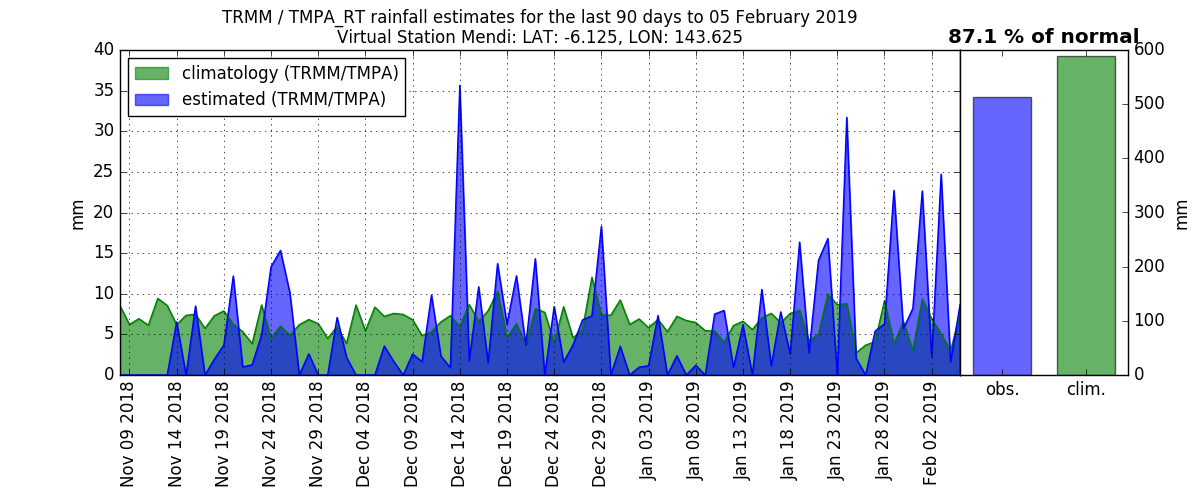 TRMM / TMPA_RT rainfall estimates for the last 90 days to 05 February 2019
Virtual Station Mendi: LAT: -6.125, LON: 143.625
87.1 % of normal
climatology (TRMM/TMPA)
estimated (TRMM/TMPA)
40
35
30
25
20
15
10
5
0
mm
Nov 09 2018
Nov 14 2018
Nov 19 2018
Nov 24 2018
Nov 29 2018
Dec 04 2018
Dec 09 2018
Dec 14 2018
Dec 19 2018
Dec 24 2018
Dec 29 2018
Jan 03 2019
Jan 08 2019
Jan 13 2019
Jan 18 2019
Jan 23 2019
Jan 28 2019
Feb 02 2019
600
500
400
300
200
100
0
mm
obs.
clim.